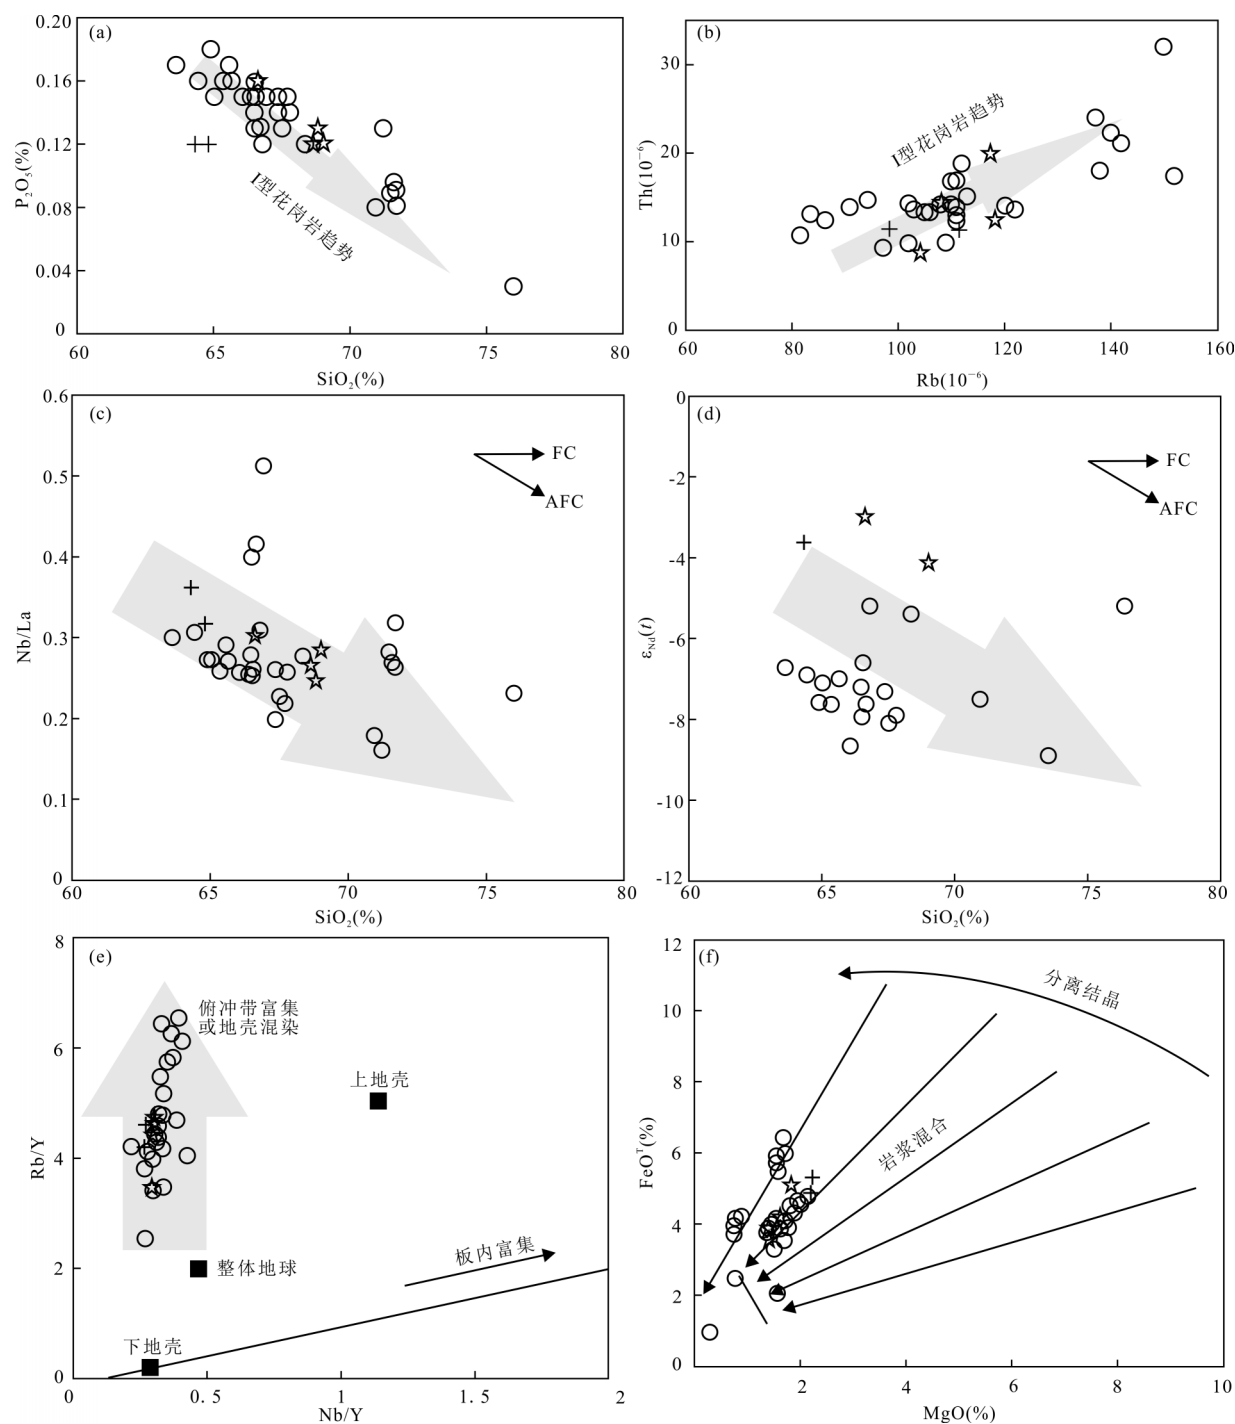 (a)
0.20
0.16
0.12
0.08
0.04
0
P₂O₅(%)
I型花岗岩趋势
65
70
76
80
SiO₂(%)
(b)
30
20
10
0
Th(10⁻⁶)
I型花岗岩趋势
60
80
100
120
140
160
Rb(10⁻⁶)
(c)
0.6
0.5
0.4
0.3
0.2
0.1
0
Nb/La
FC
AFC
60
65
70
75
80
SiO₂(%)
(d)
0
-2
-4
-6
-8
-10
-12
εNd(t)
FC
AFC
60
65
70
75
80
SiO₂(%)
(e)
8
6
4
2
0
Rb/Y
俯冲带富集
或地壳混染
上地壳
整体地球
板内富集
下地壳
0
0.5
1.
1.5
2
Nb/Y
(f)
12
10
8
6
4
2
0
FeOᵀ(%)
分离结晶
岩浆混合
2
4
6
8
10
MgO(%)